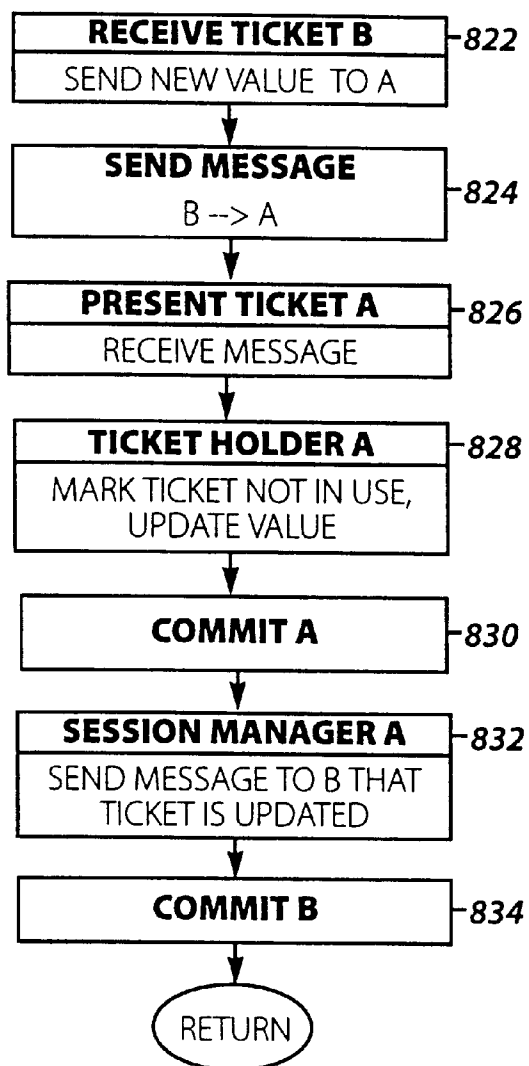 RECEIVE TICKET B
822
SEND NEW VALUE TO A
SEND MESSAGE
824
B --> A
PRESENT TICKET A
826
RECEIVE MESSAGE
TICKET HOLDER A
828
MARK TICKET NOT IN USE,
UPDATE VALUE
COMMIT A
830
SESSION MANAGER A
832
SEND MESSAGE TO B THAT
TICKET IS UPDATED
COMMIT B
834
RETURN